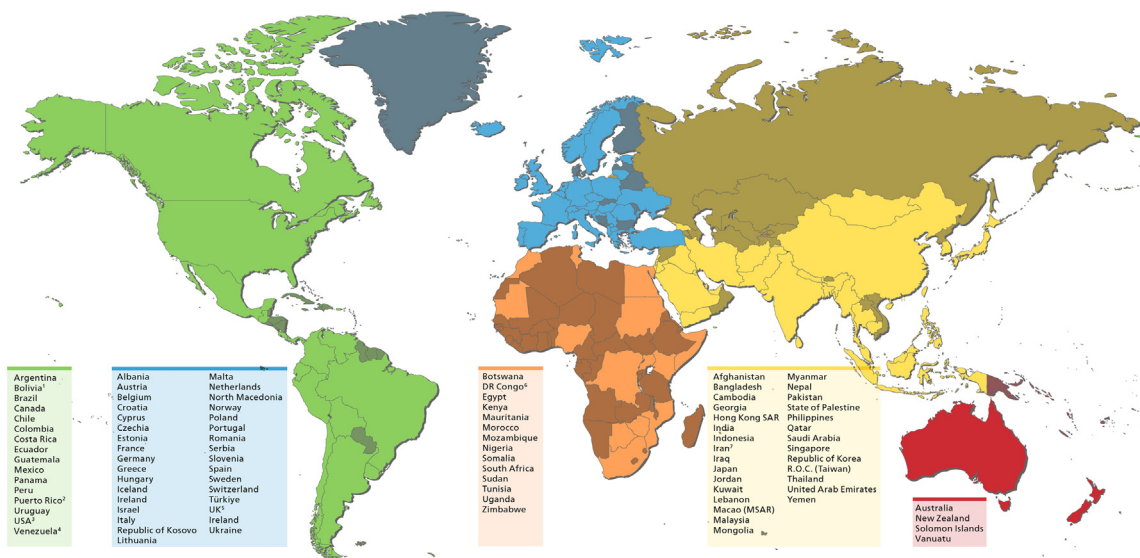 Argentina
Bolivia¹
Brazil
Canada
Chile
Colombia
Costa Rica
Ecuador
Guatemala
Mexico
Panama
Peru
Puerto Rico²
Uruguay
USA³
Venezuela⁴
Albania
Austria
Belgium
Croatia
Cyprus
Czechia
Estonia
France
Germany
Greece
Hungary
Iceland
Ireland
Israel
Italy
Republic of Kosovo
Lithuania
Malta
Netherlands
North Macedonia
Norway
Poland
Portugal
Romania
Serbia
Slovenia
Spain
Sweden
Switzerland
Türkiye
UK⁵
Ireland
Ukraine
Botswana
DR Congo⁶
Egypt
Kenya
Mauritania
Morocco
Mozambique
Nigeria
Somalia
South Africa
Sudan
Tunisia
Uganda
Zimbabwe
Afghanistan
Bangladesh
Cambodia
Georgia
Hong Kong SAR
India
Indonesia
Iran⁷
Iraq
Japan
Jordan
Kuwait
Lebanon
Macao (MSAR)
Malaysia
Mongolia
Myanmar
Nepal
Pakistan
State of Palestine
Philippines
Qatar
Saudi Arabia
Singapore
Republic of Korea
R.O.C. (Taiwan)
Thailand
United Arab Emirates
Yemen
Australia
New Zealand
Solomon Islands
Vanuatu